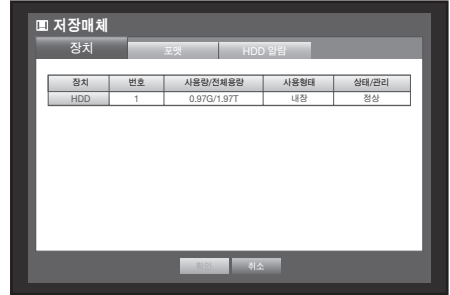 저장매체
장치 포맷 HDD 알람
장치 번호 사용량/전체용량 사용형태 상태/관리
HDD 1 0.97G/1.97T 내장 정상
확인 취소